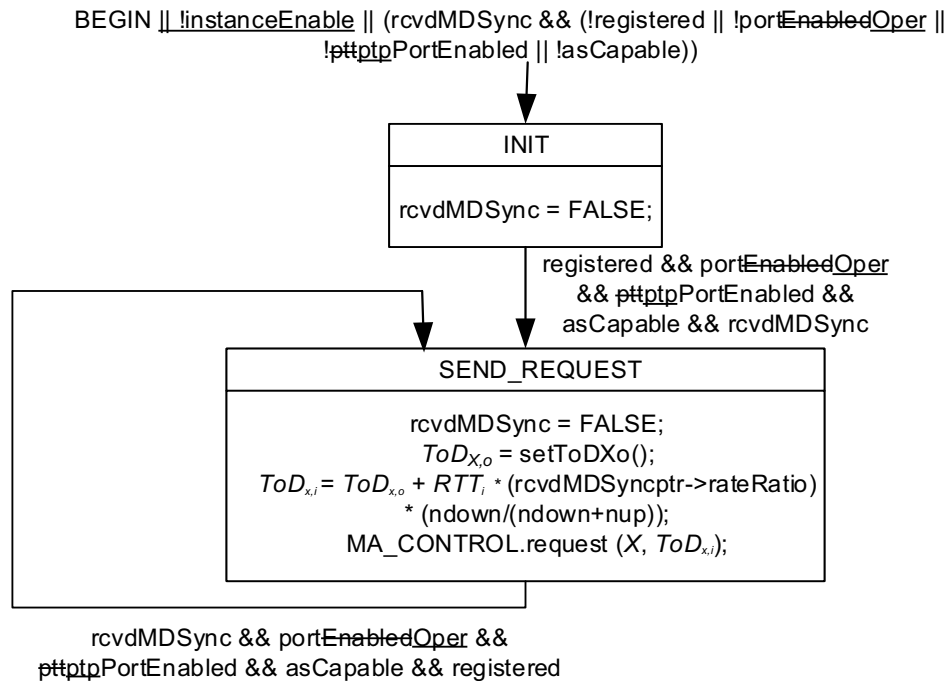 BEGIN || !instanceEnable || (rcvdMDSync && (!registered || !portEnabledOper ||
!pttptpPortEnabled || !asCapable))
INIT
rcvdMDSync = FALSE;
registered && portEnabledOper
&& pttptpPortEnabled &&
asCapable && rcvdMDSync
SEND_REQUEST
rcvdMDSync = FALSE;
ToDX,o = setToDXo();
ToDx,i = ToDx,o + RTTi * (rcvdMDSyncptr->rateRatio)
* (ndown/(ndown+nup));
MA_CONTROL.request (X, ToDx,i);
rcvdMDSync && portEnabledOper &&
pttptpPortEnabled && asCapable && registered